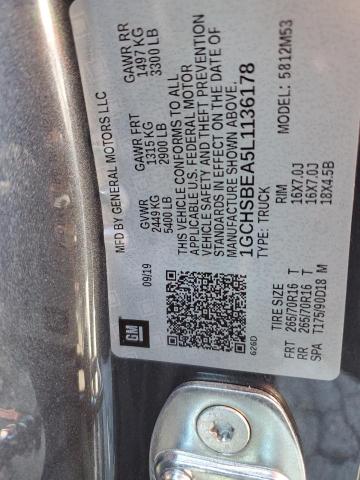 MFD BY GENERAL MOTORS LLC
09/19
GVWR GAWR FRT GAWR RR
2449 KG 1315 KG 1497 KG
5400 LB 2900 LB 3300 LB
THIS VEHICLE CONFORMS TO ALL APPLICABLE U.S. FEDERAL MOTOR
VEHICLE SAFETY AND THEFT PREVENTION
STANDARDS IN EFFECT ON THE DATE OF
MANUFACTURE SHOWN ABOVE.
1GCHSBEA5L1136178
TYPE: TRUCK 5812M53
GM
626D
TIRE SIZE RIM
FRT 265/70R16 T 16X7.0J
RR 265/70R16 T 16X7.0J
SPA T175/90D18 M 18X4.5B